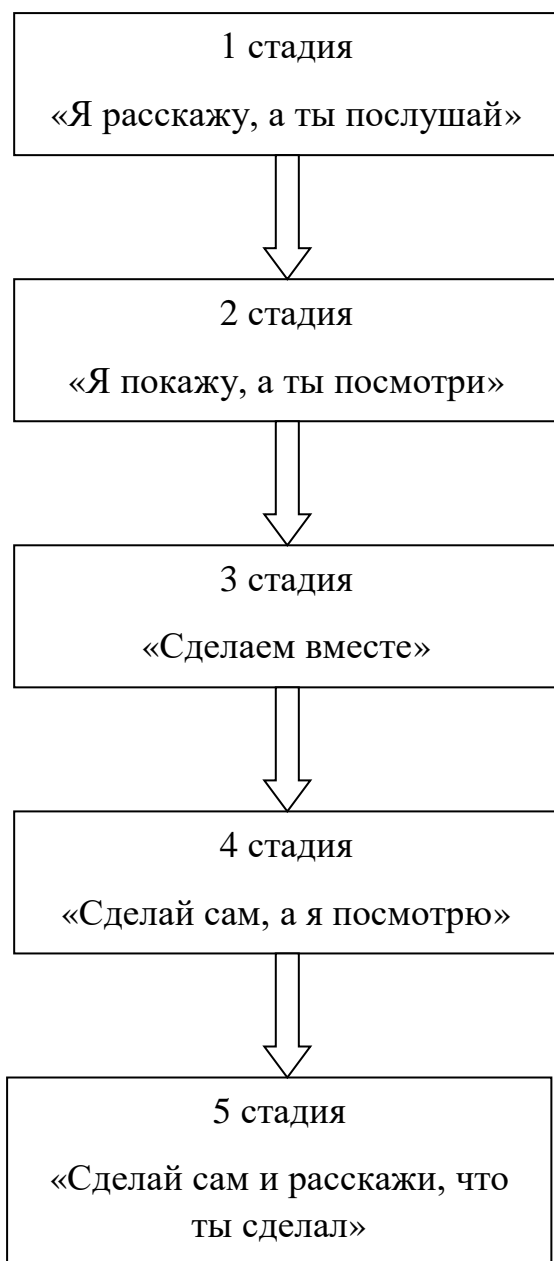 1 стадия
«Я расскажу, а ты послушай»
2 стадия
«Я покажу, а ты посмотри»
3 стадия
«Сделаем вместе»
4 стадия
«Сделай сам, а я посмотрю»
5 стадия
«Сделай сам и расскажи, что
ты сделал»